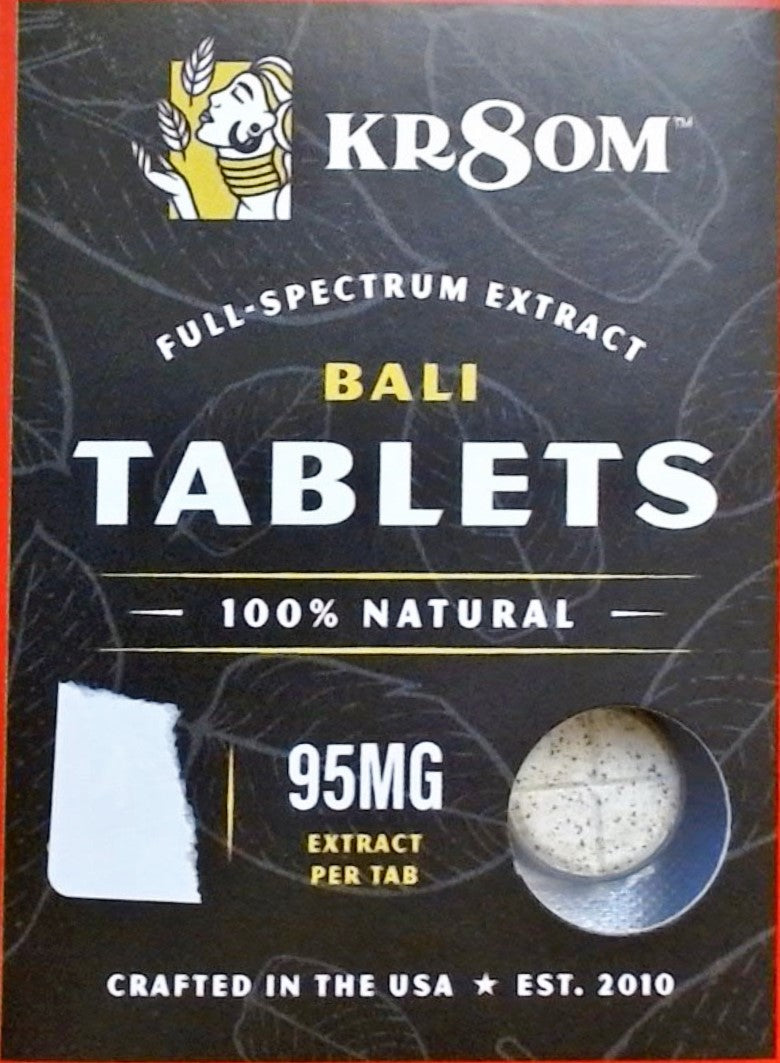 KR8OM™
FULL-SPECTRUM EXTRACT
BALI
TABLETS
100% NATURAL
95MG
EXTRACT
PER TAB
CRAFTED IN THE USA ★ EST. 2010